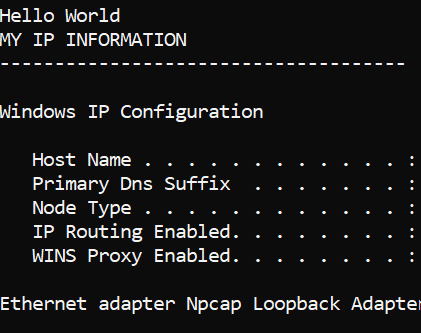 Hello World
MY IP INFORMATION
-------------------------------------
Windows IP Configuration
Host Name . . . . . . . . . . . . :
Primary Dns Suffix  . . . . . . . :
Node Type . . . . . . . . . . . . :
IP Routing Enabled. . . . . . . . :
WINS Proxy Enabled. . . . . . . . :
Ethernet adapter Npcap Loopback Adapter